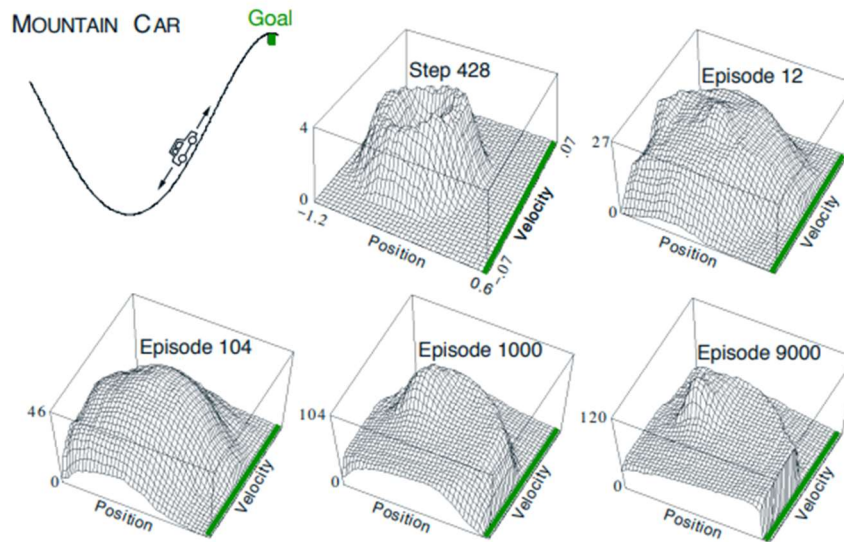 MOUNTAIN CAR
Goal
Step 428
4
0
-1.2
Position
0.6
-.07
Velocity
.07
Episode 12
27
0
Position
Velocity
Episode 104
46
0
Position
Velocity
Episode 1000
104
0
Position
Velocity
Episode 9000
120
0
Position
Velocity